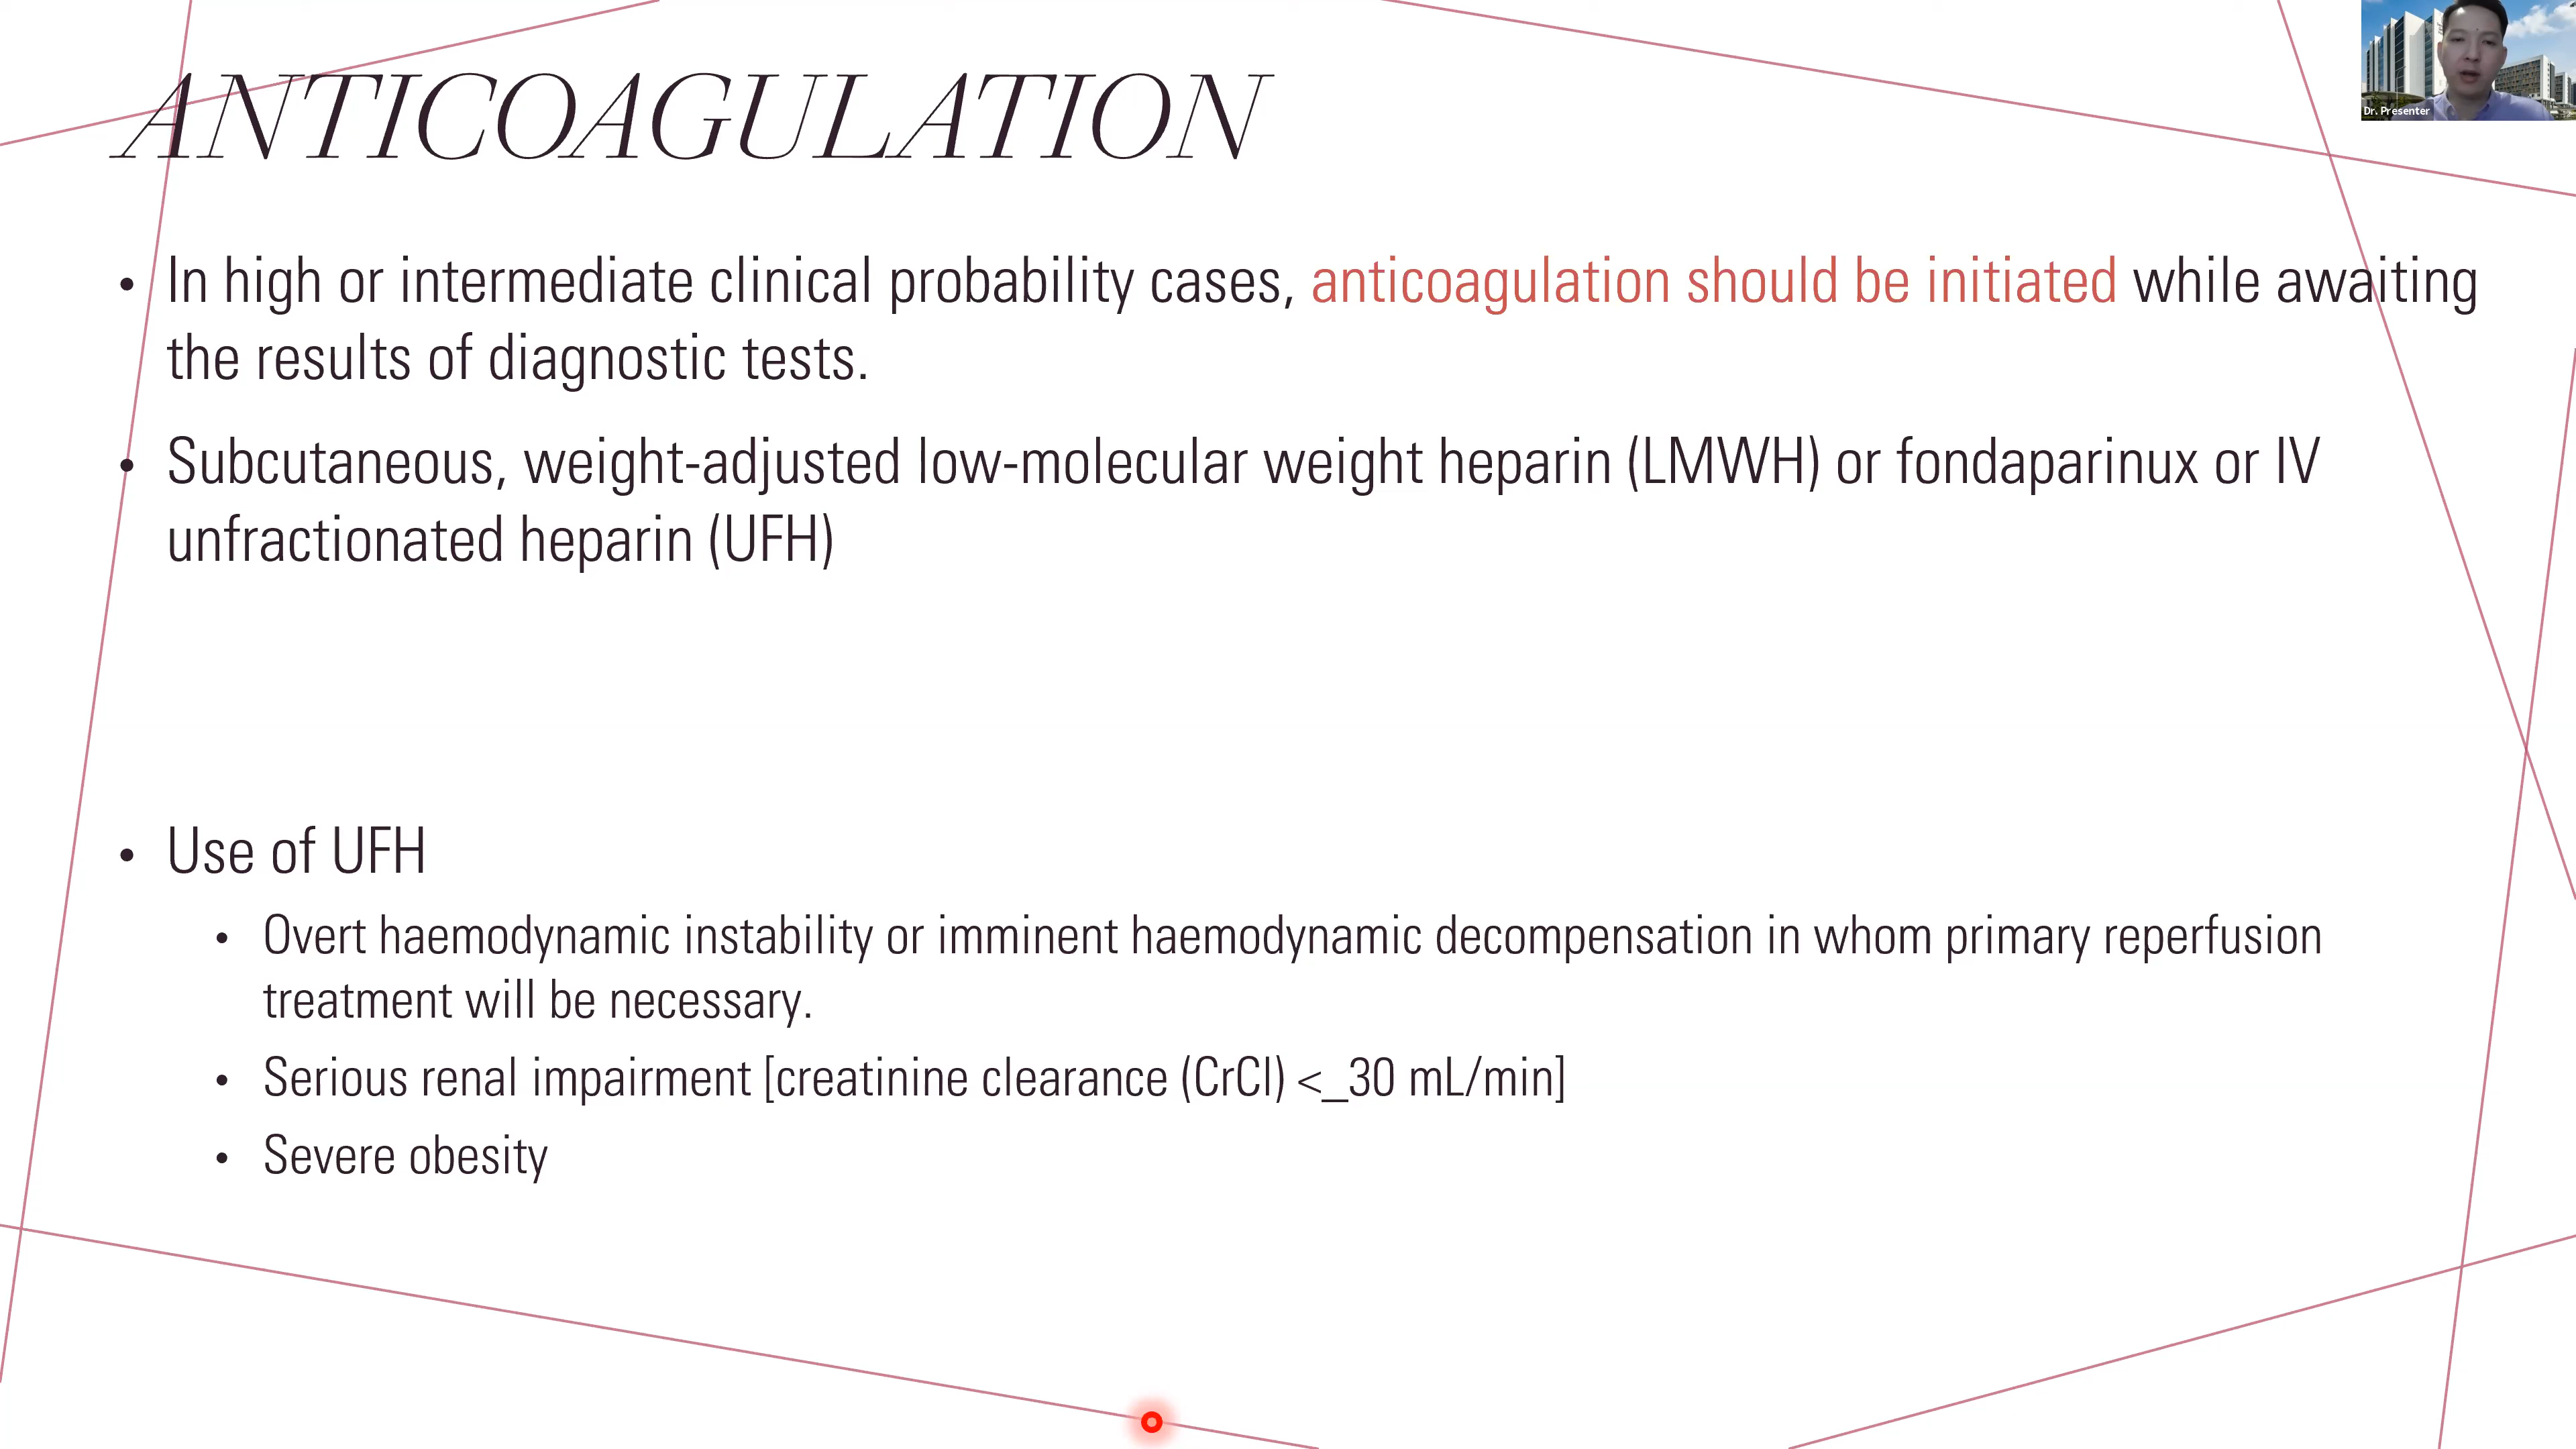 ANTICOAGULATION
Dr. Presenter
• In high or intermediate clinical probability cases, anticoagulation should be initiated while awaiting
the results of diagnostic tests.
• Subcutaneous, weight-adjusted low-molecular weight heparin (LMWH) or fondaparinux or IV
unfractionated heparin (UFH)
• Use of UFH
• Overt haemodynamic instability or imminent haemodynamic decompensation in whom primary reperfusion
treatment will be necessary.
• Serious renal impairment [creatinine clearance (CrCl) <_30 mL/min]
• Severe obesity